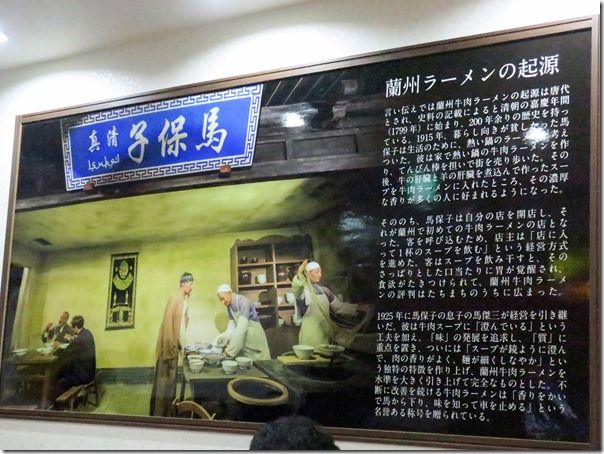 清真
馬保子
蘭州ラーメンの起源
言い伝えでは蘭州牛肉ラーメンの起源は唐代
とされ、史料の記載によると清朝の嘉慶年間
(1799年)に始まり、200年余りの歴史を持っ
ている。1915年、暮らし向きが貧しかった馬
保子は生活のために、熱い鍋のラーメンを考え
ついた。彼は家で熱い鍋の牛肉ラーメンを作
り、てんびん棒を担いで街を売り歩いた。その
後、牛の肝臓と羊の肝臓を煮込んで作ったスー
プを牛肉ラーメンに入れたところ、その濃厚
な香りが多くの人に好まれるようになった。
そののち、馬保子は自分の店を開店し、そ
れが蘭州で初めての牛肉ラーメンの店となっ
た。客を呼び込むため、店主は「店に入
って1杯のスープを飲む」という経営方式
を進めた。客はスープを飲み干すと、その
さっぱりとした口当たりに胃が覚醒され、
食欲がたきつけられて、蘭州牛肉ラーメ
ンの評判はたちまちのうちに広まった。
1925年に馬保子の息子の馬傑三が経営を引き継
いだ。彼は牛肉スープに「澄んでいる」という
工夫を加え、「味」の発展を追求し、「質」に
重点を置き、ついには「スープが鏡ように澄ん
で、肉の香りがよく、麺が細くしなやか」とい
う独特の特徴を作り上げ、蘭州牛肉ラーメンの
水準を大きく引き上げて完全なものとした。不
断に改善を続ける牛肉ラーメンは「香りをかい
で馬から下り、味を知って車を止める」という
名誉ある称号を贈られている。